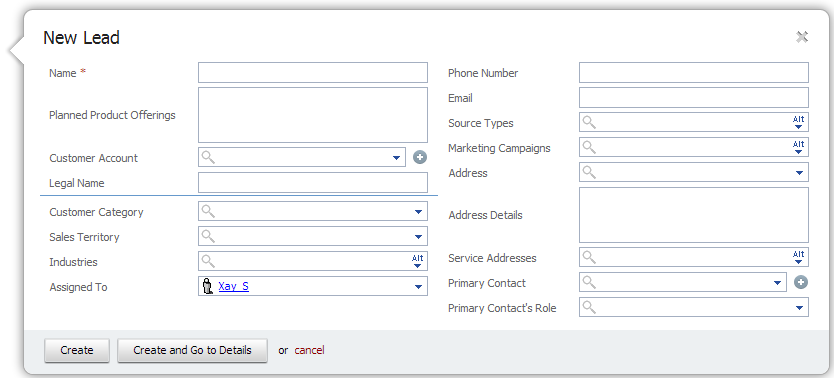 New Lead
Name *
Planned Product Offerings
Customer Account
Legal Name
Customer Category
Sales Territory
Industries Alt
Assigned To Xay_S
Phone Number
Email
Source Types Alt
Marketing Campaigns Alt
Address
Address Details
Service Addresses Alt
Primary Contact
Primary Contact's Role
Create Create and Go to Details or cancel